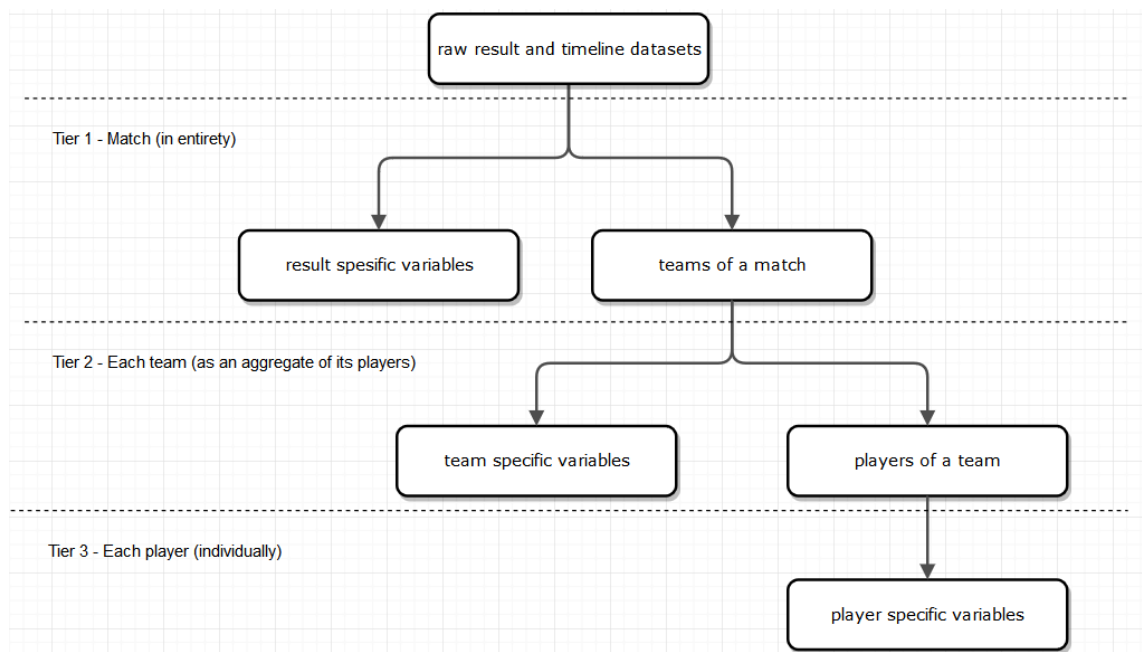 raw result and timeline datasets
Tier 1 - Match (in entirety)
result spesific variables
teams of a match
Tier 2 - Each team (as an aggregate of its players)
team specific variables
players of a team
Tier 3 - Each player (individually)
player specific variables